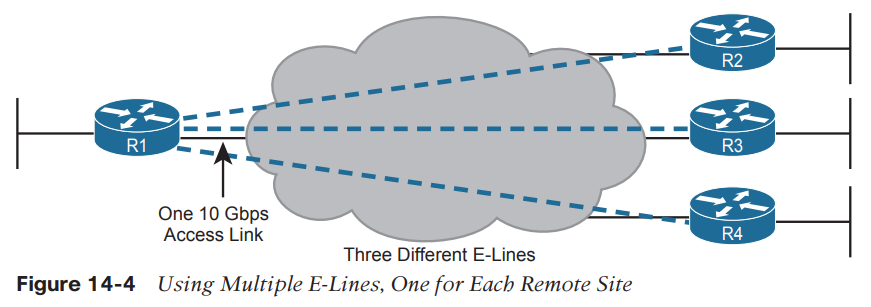 R2
R1
R3
One 10 Gbps
Access Link
R4
Three Different E-Lines
Figure 14-4 Using Multiple E-Lines, One for Each Remote Site